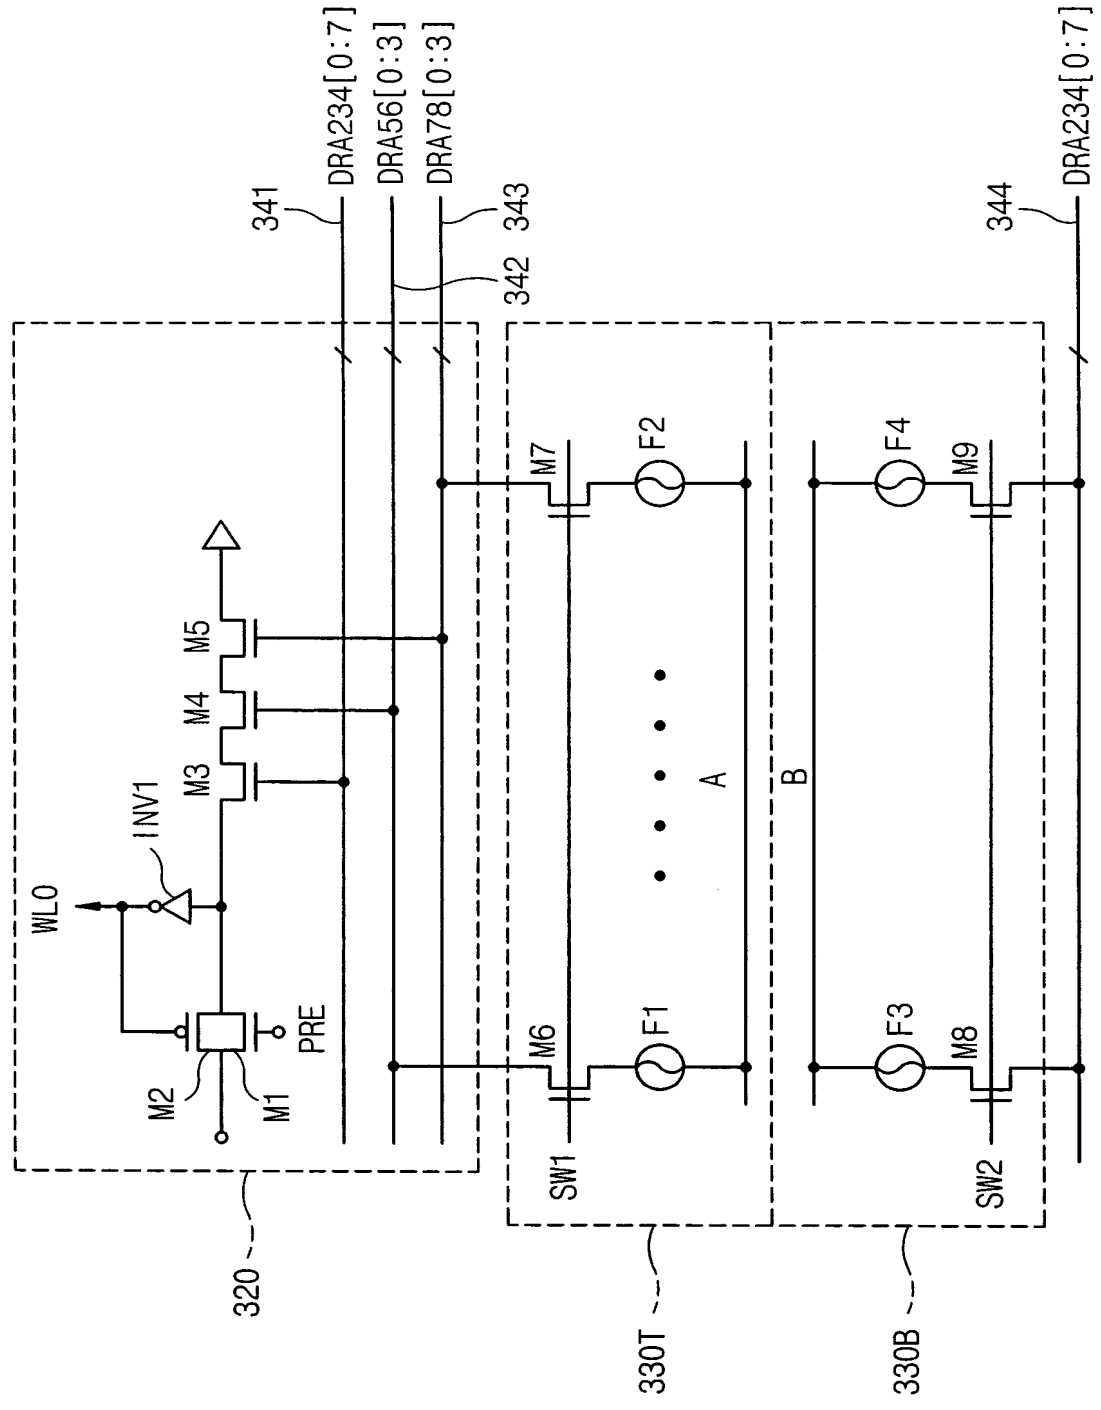 341
DRA234[0:7]
DRA56[0:3]
DRA78[0:3]
343
342
344
DRA234[0:7]
WL0
INV1
M2
M1
PRE
M3
M4
M5
320
M6
M7
SW1
F1
F2
A
330T
B
F3
F4
M8
M9
SW2
330B